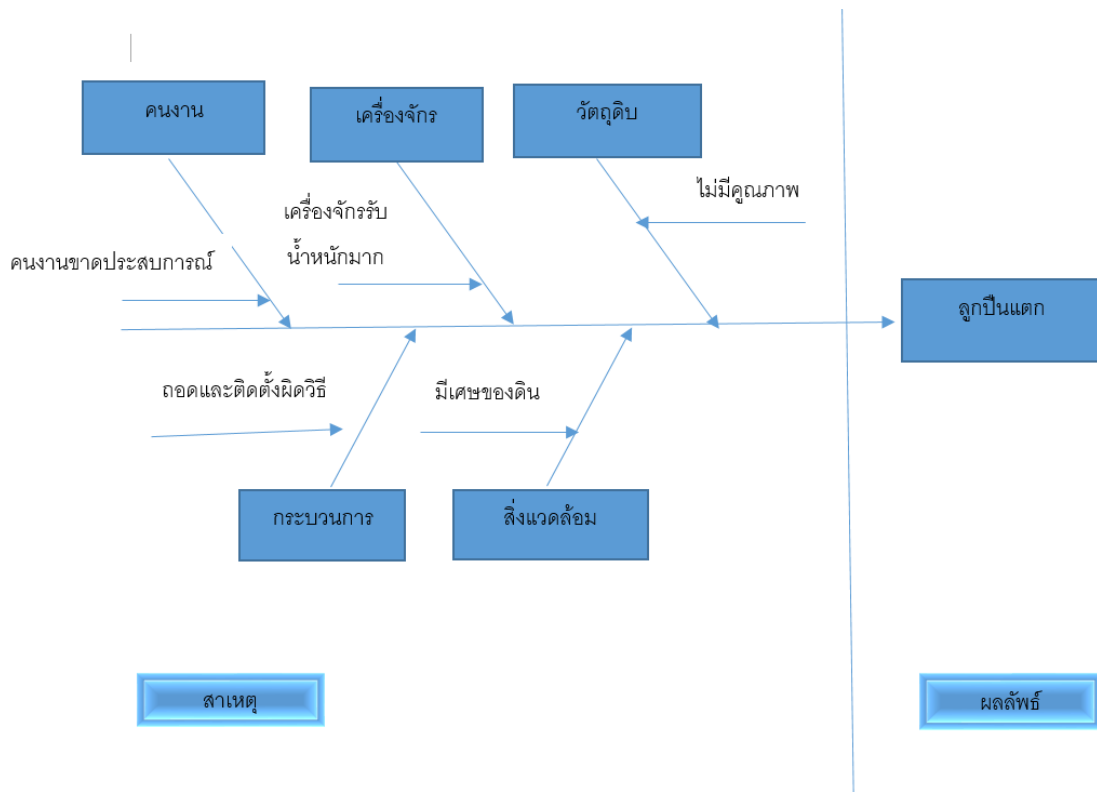 คนงาน
เครื่องจักร
วัตถุดิบ
ไม่มีคูณภาพ
เครื่องจักรรับ
น้ำหนักมาก
คนงานขาดประสบการณ์
ลูกปืนแตก
ถอดและติดตั้งผิดวิธี
มีเศษของดิน
กระบวนการ
สิ่งแวดล้อม
สาเหตุ
ผลลัพธ์